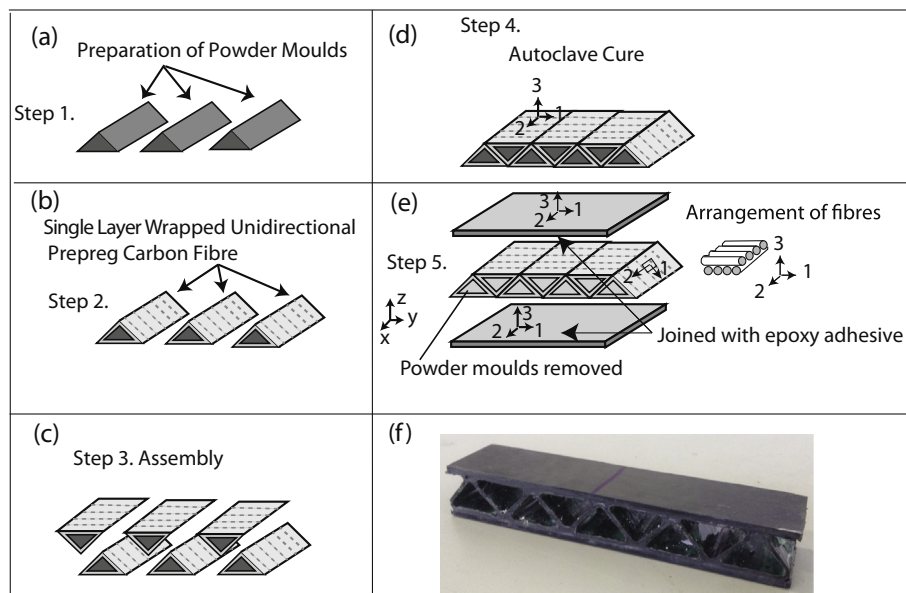 (a)
Preparation of Powder Moulds
Step 1.
(b)
Single Layer Wrapped Unidirectional
Prepreg Carbon Fibre
Step 2.
(c)
Step 3. Assembly
(d)
Step 4.
Autoclave Cure
3
1
2
(e)
3
1
2
Arrangement of fibres
3
1
2
Step 5.
2
1
z
y
x
3
1
2
Joined with epoxy adhesive
Powder moulds removed
(f)